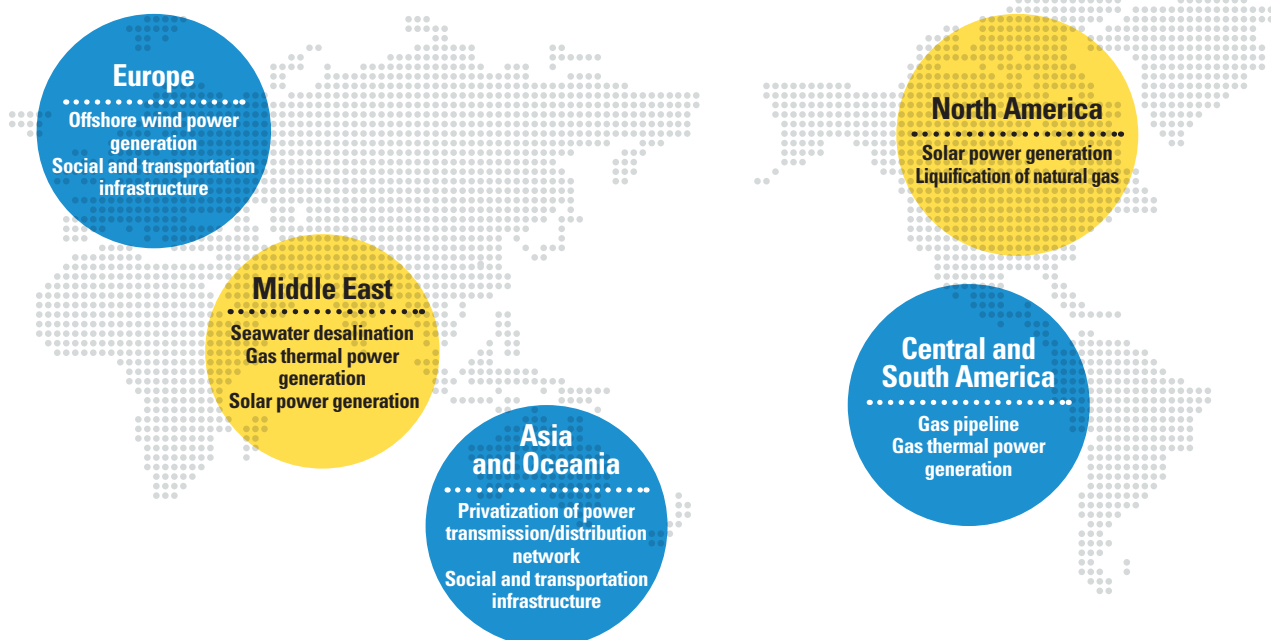 Europe
Offshore wind power
generation
Social and transportation
infrastructure
Middle East
Seawater desalination
Gas thermal power
generation
Solar power generation
Asia
and Oceania
Privatization of power
transmission/distribution
network
Social and transportation
infrastructure
North America
Solar power generation
Liquification of natural gas
Central and
South America
Gas pipeline
Gas thermal power
generation